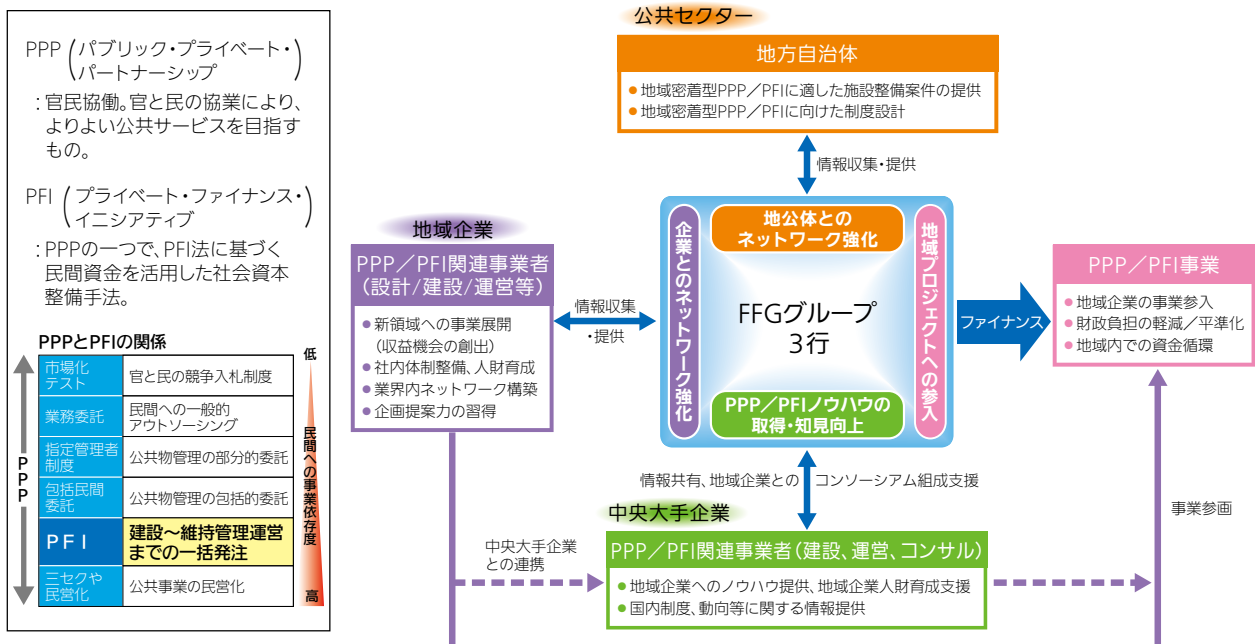 PPP（パブリック・プライベート・
パートナーシップ）
：官民協働。官と民の協業により、
よりよい公共サービスを目指す
もの。
PFI（プライベート・ファイナンス・
イニシアティブ）
：PPPの一つで、PFI法に基づく
民間資金を活用した社会資本
整備手法。
PPPとPFIの関係
PPP
市場化
テスト
官と民の競争入札制度
業務委託
民間への一般的
アウトソーシング
指定管理者
制度
公共物管理の部分的委託
包括民間
委託
公共物管理の包括的委託
PFI
建設～維持管理運営
までの一括発注
三セクや
民営化
公共事業の民営化
低
民間への事業依存度
高
公共セクター
地方自治体
●地域密着型PPP／PFIに適した施設整備案件の提供
●地域密着型PPP／PFIに向けた制度設計
情報収集・提供
地域企業
PPP／PFI関連事業者
（設計/建設/運営等）
●新領域への事業展開
（収益機会の創出）
●社内体制整備、人財育成
●業界内ネットワーク構築
●企画提案力の習得
情報収集
・提供
企業とのネットワーク強化
地公体との
ネットワーク強化
地域プロジェクトへの参入
FFGグループ
3行
PPP／PFIノウハウの
取得・知見向上
ファイナンス
PPP／PFI事業
●地域企業の事業参入
●財政負担の軽減／平準化
●地域内での資金循環
情報共有、地域企業との コンソーシアム組成支援
中央大手企業
PPP／PFI関連事業者（建設、運営、コンサル）
●地域企業へのノウハウ提供、地域企業人財育成支援
●国内制度、動向等に関する情報提供
中央大手企業
との連携
事業参画